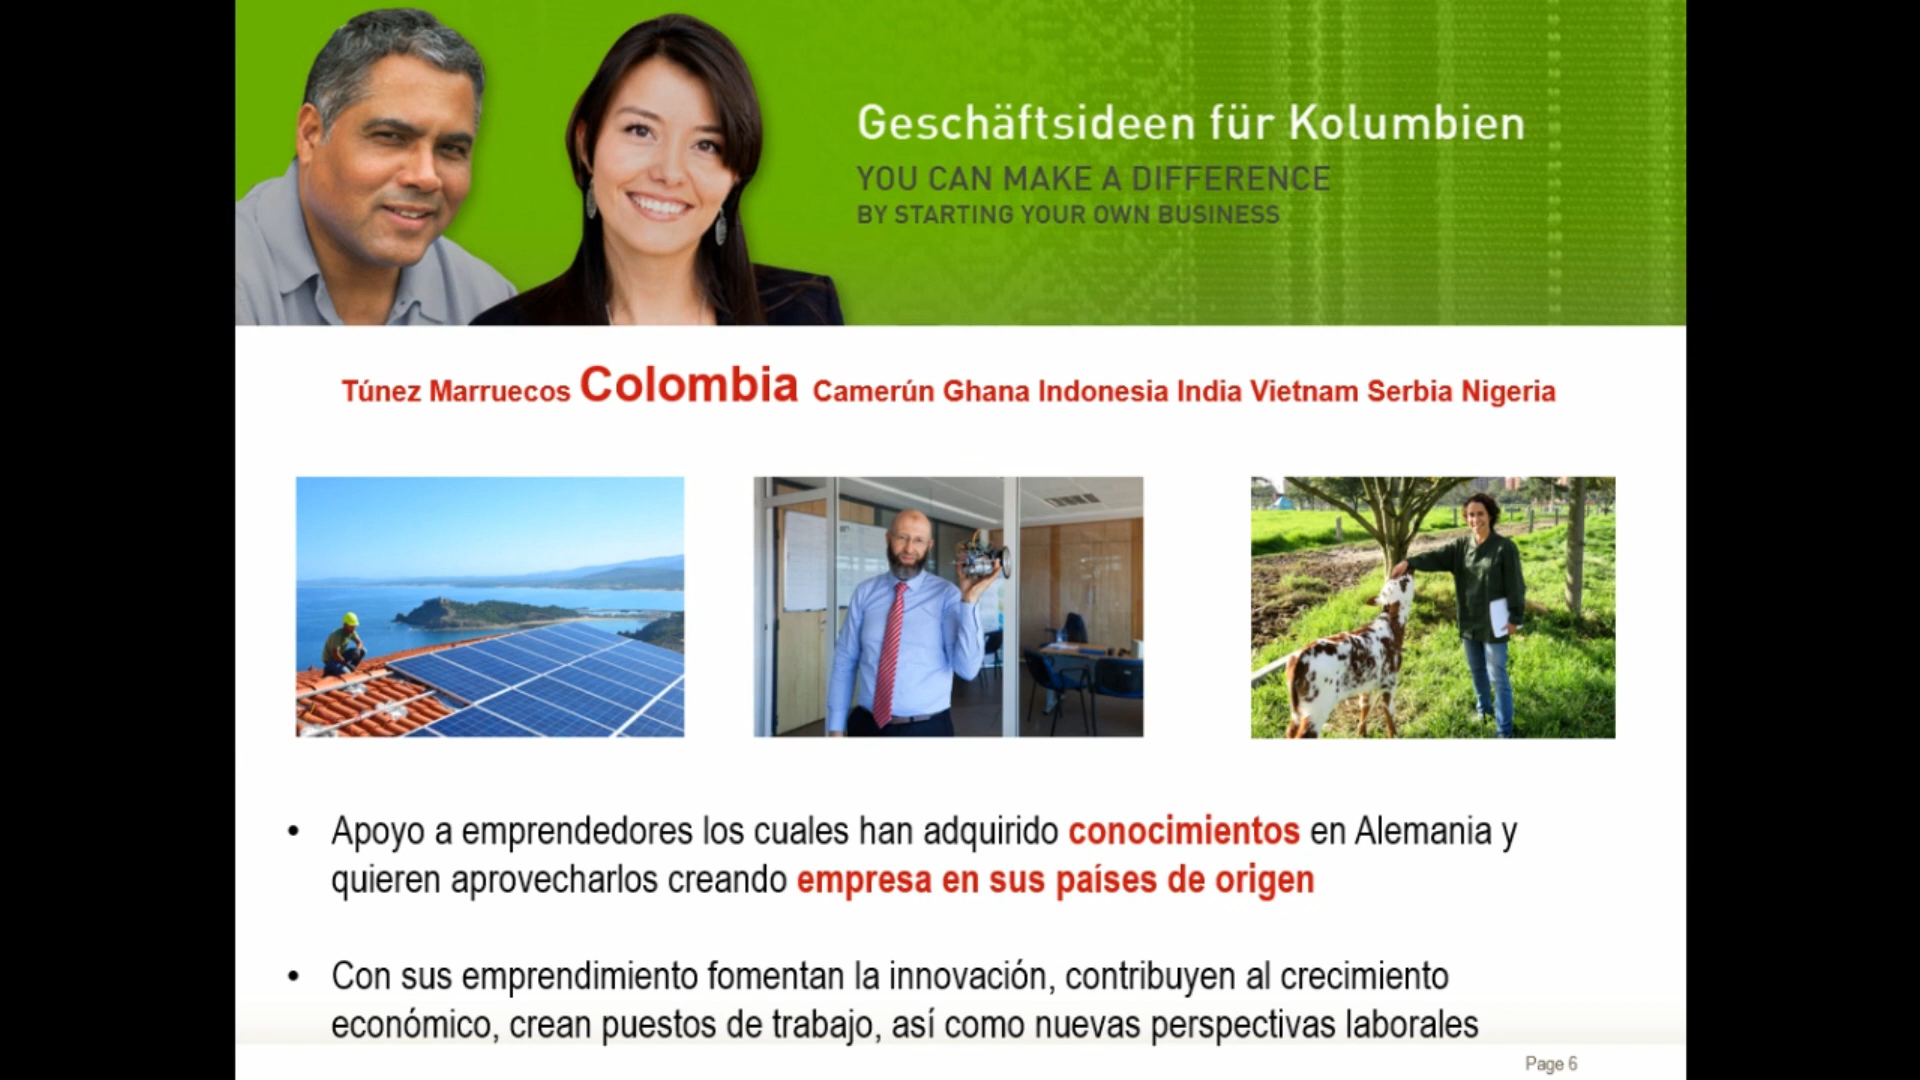 Geschäftsideen für Kolumbien
YOU CAN MAKE A DIFFERENCE
BY STARTING YOUR OWN BUSINESS
Túnez Marruecos Colombia Camerún Ghana Indonesia India Vietnam Serbia Nigeria
• Apoyo a emprendedores los cuales han adquirido conocimientos en Alemania y
quieren aprovecharlos creando empresa en sus países de origen
• Con sus emprendimiento fomentan la innovación, contribuyen al crecimiento
económico, crean puestos de trabajo, así como nuevas perspectivas laborales
Page 6